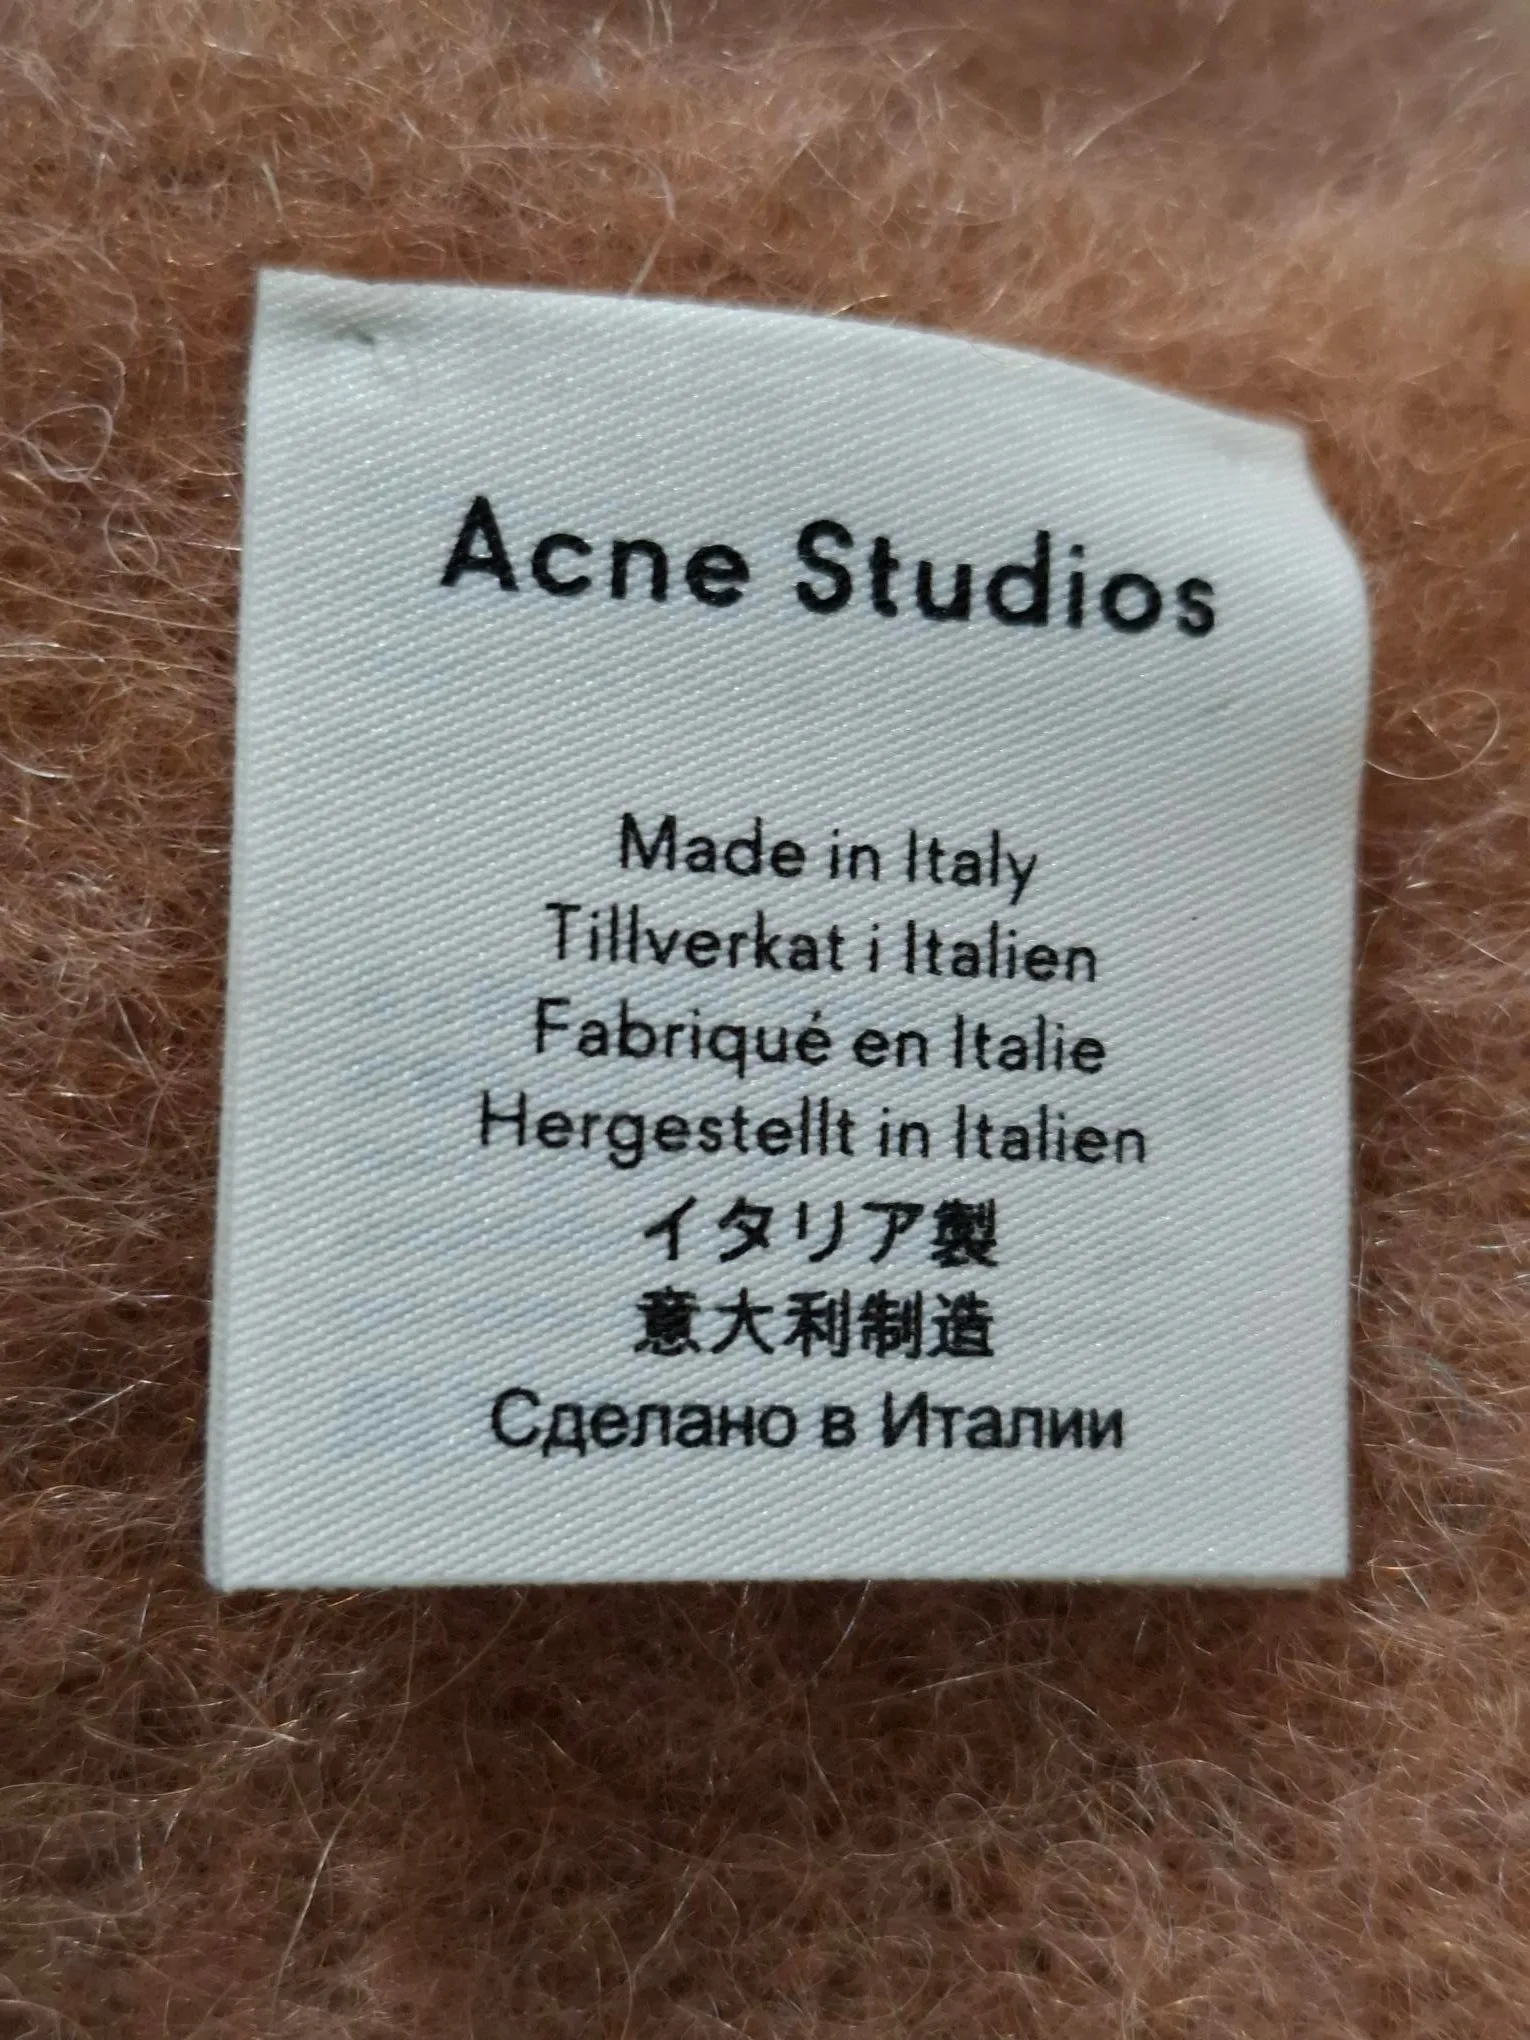 Acne Studios
Made in Italy
Tillverkat i Italien
Fabriqué en Italie
Hergestellt in Italien
イタリア製
意大利制造
Сделано в Италии